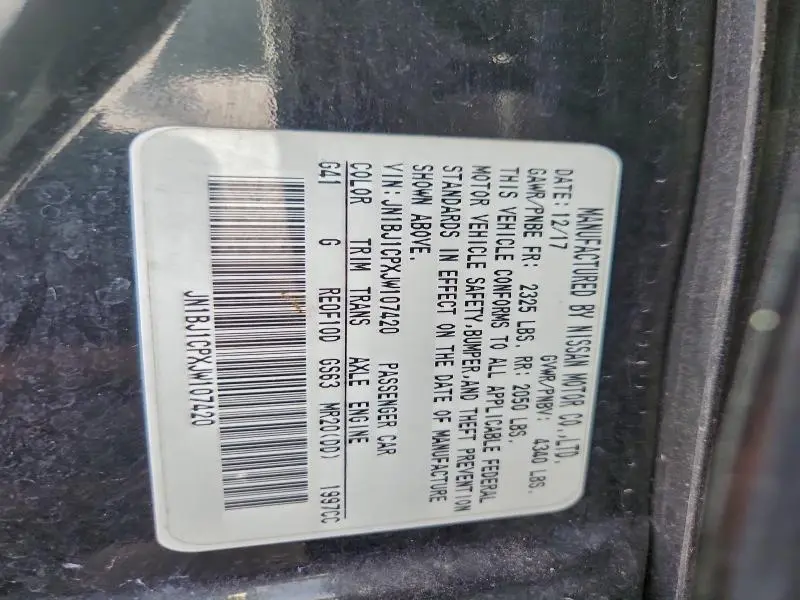 MANUFACTURED BY NISSAN MOTOR CO.,LTD.
DATE:12/17 GVWR/PNBV: 4340 LBS.
GAWR/PNBE FR: 2325 LBS. RR: 2050 LBS.
THIS VEHICLE CONFORMS TO ALL APPLICABLE FEDERAL
MOTOR VEHICLE SAFETY,BUMPER,AND THEFT PREVENTION
STANDARDS IN EFFECT ON THE DATE OF MANUFACTURE
SHOWN ABOVE.
VIN:JN1BJ1CPXJW107420 PASSENGER CAR
COLOR TRIM TRANS AXLE ENGINE
G41 G RE0F10D GS63 MR20(DD) 1997CC
JN1BJ1CPXJW107420